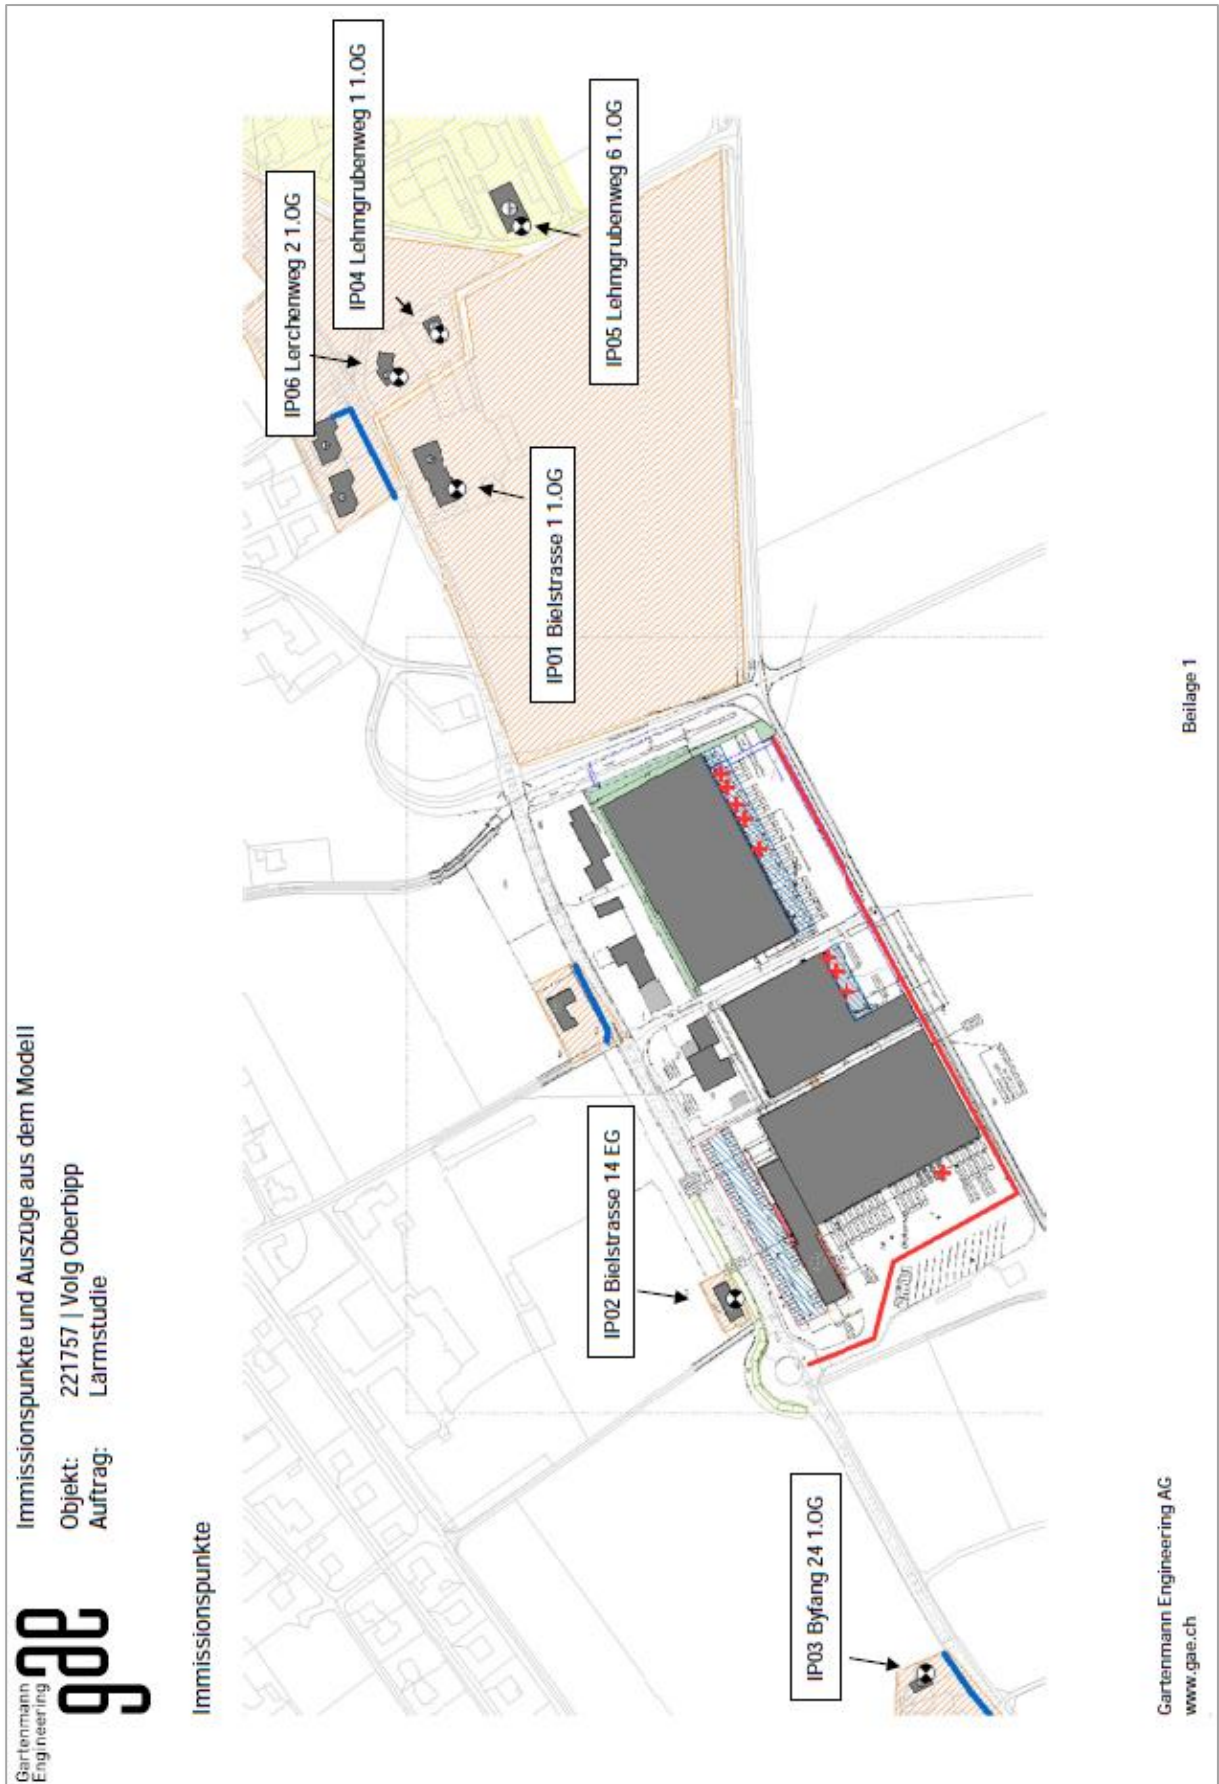 Gartenmann
Engineering
gae
Immissionspunkte und Auszüge aus dem Modell
Objekt: 221757 | Volg Oberbipp
Auftrag: Lärmstudie
Immissionspunkte
IP03 Byfang 24 1.OG
IP02 Bielstrasse 14 EG
IP01 Bielstrasse 1 1.OG
IP06 Lerchenweg 2 1.OG
IP04 Lehmgrubenweg 1 1.OG
IP05 Lehmgrubenweg 6 1.OG
Gartenmann Engineering AG
www.gae.ch
Beilage 1